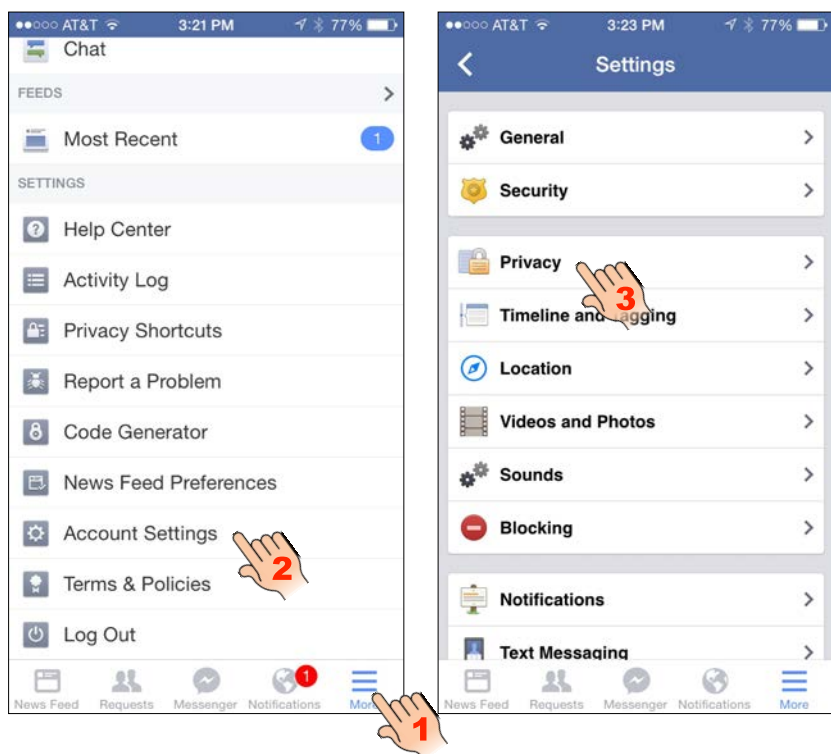 AT&T 3:21 PM 77%
Chat
FEEDS
Most Recent 1
SETTINGS
Help Center
Activity Log
Privacy Shortcuts
Report a Problem
Code Generator
News Feed Preferences
Account Settings
2
Terms & Policies
Log Out
1
News Feed Requests Messenger Notifications More
1
AT&T 3:23 PM 77%
Settings
General
Security
Privacy
3
Timeline and Tagging
Location
Videos and Photos
Sounds
Blocking
Notifications
Text Messaging
News Feed Requests Messenger Notifications More